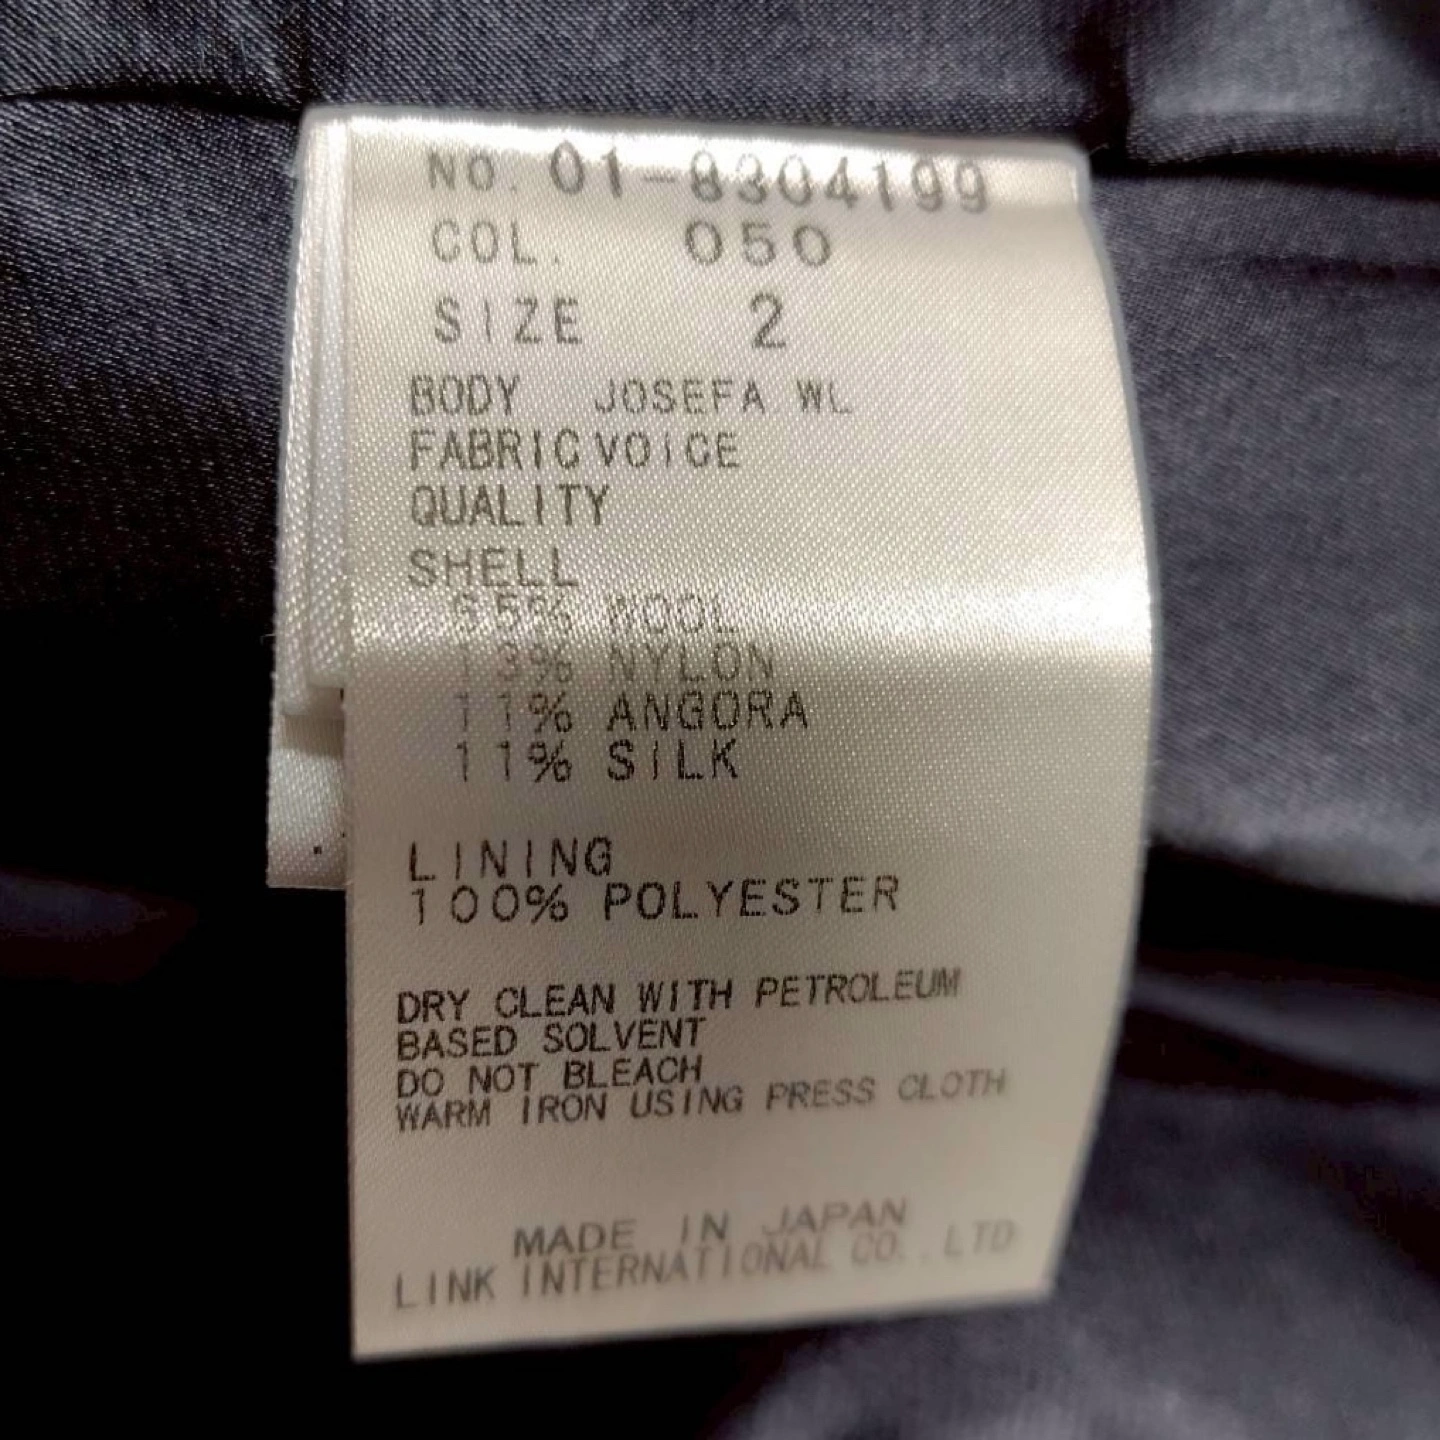 NO. 01-8304199
COL. 050
SIZE 2
BODY JOSEFA WL
FABRIC VOICE
QUALITY
SHELL
65% WOOL
13% NYLON
11% ANGORA
11% SILK
LINING
100% POLYESTER
DRY CLEAN WITH PETROLEUM
BASED SOLVENT
DO NOT BLEACH
WARM IRON USING PRESS CLOTH
MADE IN JAPAN
LINK INTERNATIONAL CO., LTD